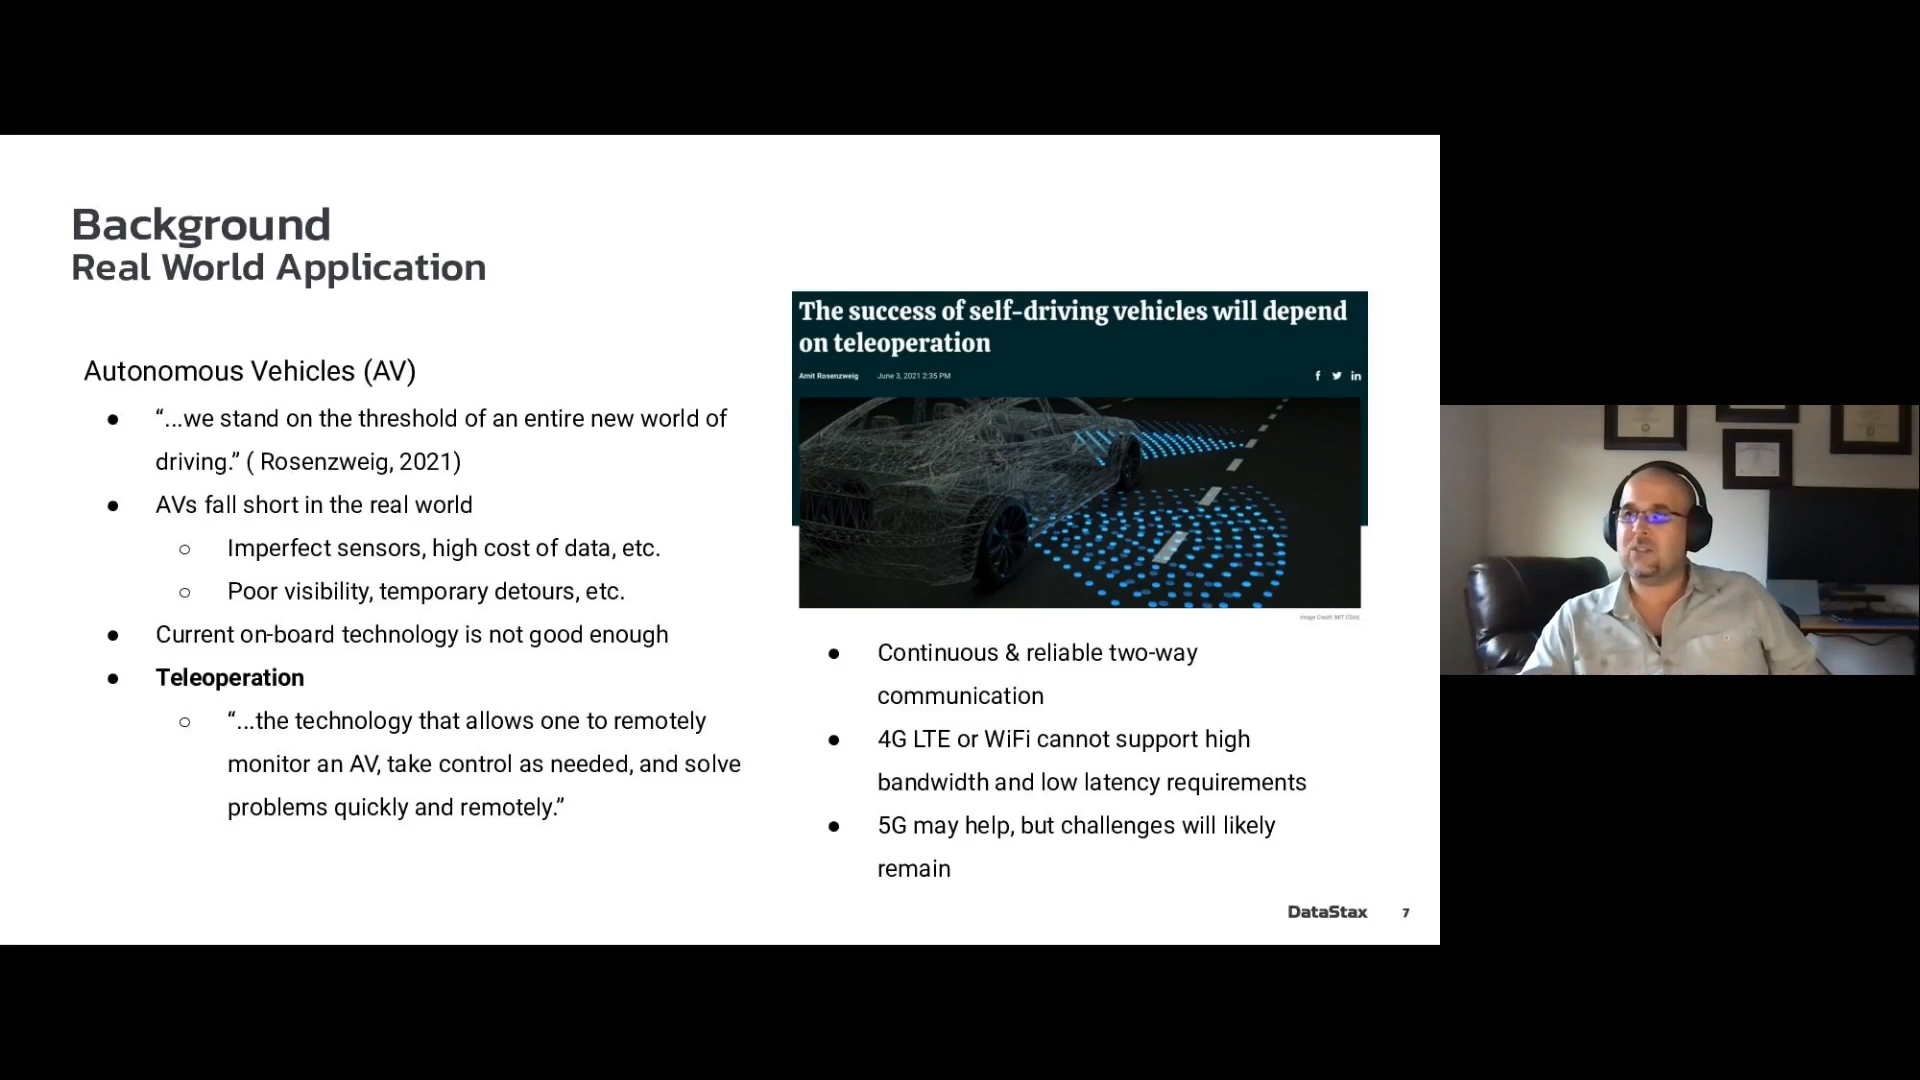 Background
Real World Application
Autonomous Vehicles (AV)
● “...we stand on the threshold of an entire new world of
driving.” ( Rosenzweig, 2021)
● AVs fall short in the real world
○ Imperfect sensors, high cost of data, etc.
○ Poor visibility, temporary detours, etc.
● Current on-board technology is not good enough
● Teleoperation
○ “...the technology that allows one to remotely
monitor an AV, take control as needed, and solve
problems quickly and remotely.”
The success of self-driving vehicles will depend
on teleoperation
Amit Rosenzweig June 3, 2021 2:35 PM
Image Credit: MIT CSAIL
● Continuous & reliable two-way
communication
● 4G LTE or WiFi cannot support high
bandwidth and low latency requirements
● 5G may help, but challenges will likely
remain
DataStax 7